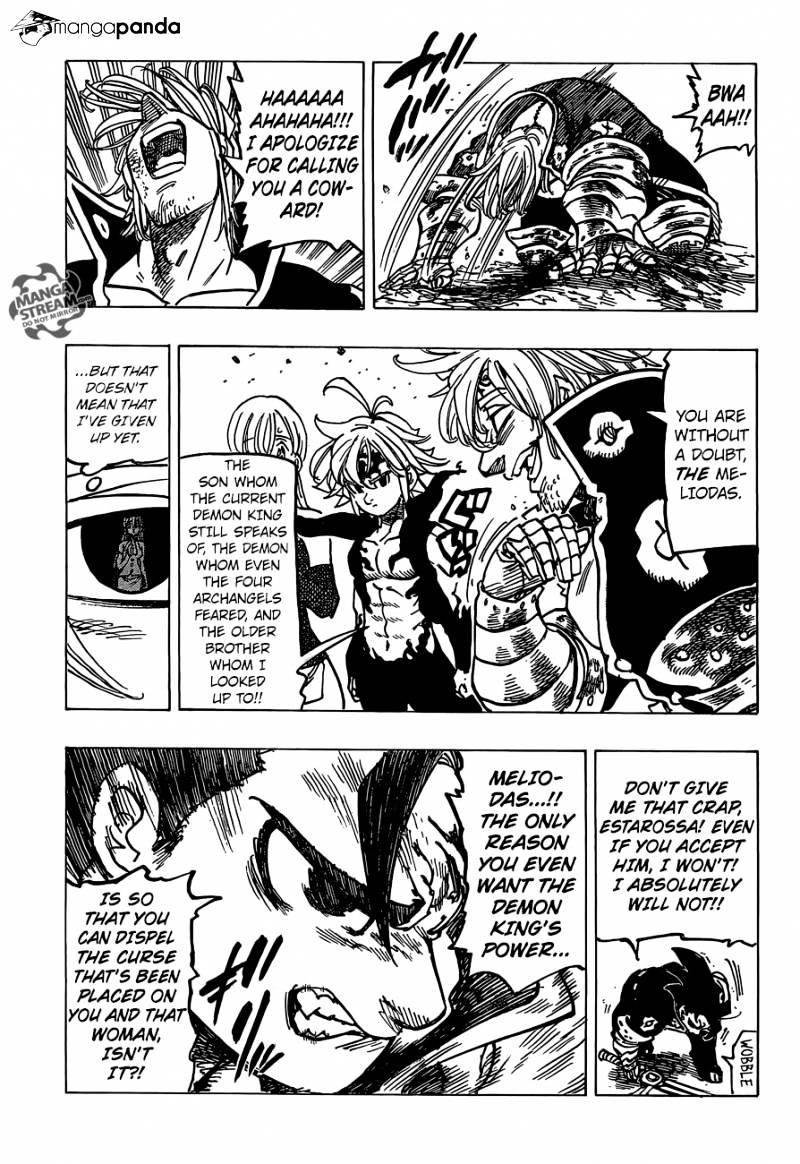 mangapanda
BWA
AAH!!
HAAAAAA
AHAHAHA!!!
I APOLOGIZE
FOR CALLING
YOU A COW-
ARD!
MANGA
STREAM
DO NOT MIRROR
YOU ARE
WITHOUT
A DOUBT,
THE ME-
LIODAS.
THE
SON WHOM
THE CURRENT
DEMON KING
STILL SPEAKS
OF, THE DEMON
WHOM EVEN
THE FOUR
ARCHANGELS
FEARED, AND
THE OLDER
BROTHER
WHOM I
LOOKED
UP TO!!
...BUT THAT
DOESN'T
MEAN THAT
I'VE GIVEN
UP YET.
DON'T GIVE
ME THAT CRAP,
ESTAROSSA! EVEN
IF YOU ACCEPT
HIM, I WON'T!
I ABSOLUTELY
WILL NOT!!
WOBBLE
MELIO-
DAS...!!
THE ONLY
REASON
YOU EVEN
WANT THE
DEMON
KING'S
POWER...
IS SO
THAT YOU
CAN DISPEL
THE CURSE
THAT'S BEEN
PLACED ON
YOU AND THAT
WOMAN,
ISN'T
IT?!